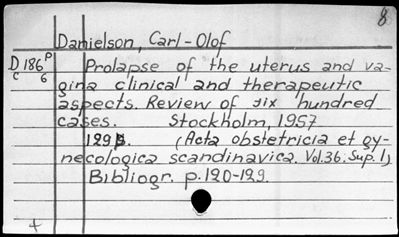 8
Danielson, Carl-Olof
D 186 P Prolapse of the uterus and va-
c 6 gina clinical and therapeutic
aspects. Review of six hundred
cases. Stockholm, 1957
129 s. (Acta obstetricia et gy-
necologica scandinavica. Vol. 36. Sup. 1)
Bibliogr. p. 120-129.
+